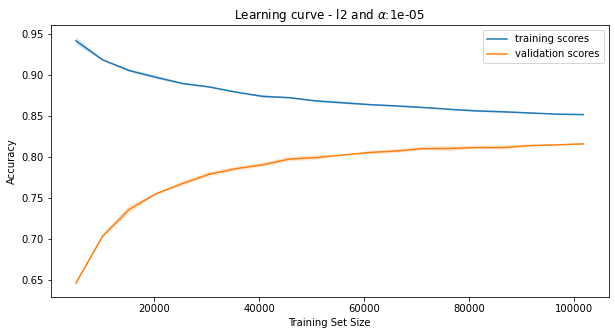 Learning curve - l2 and α:1e-05
training scores
validation scores
Accuracy
0.95
0.90
0.85
0.80
0.75
0.70
0.65
20000 40000 60000 80000 100000
Training Set Size